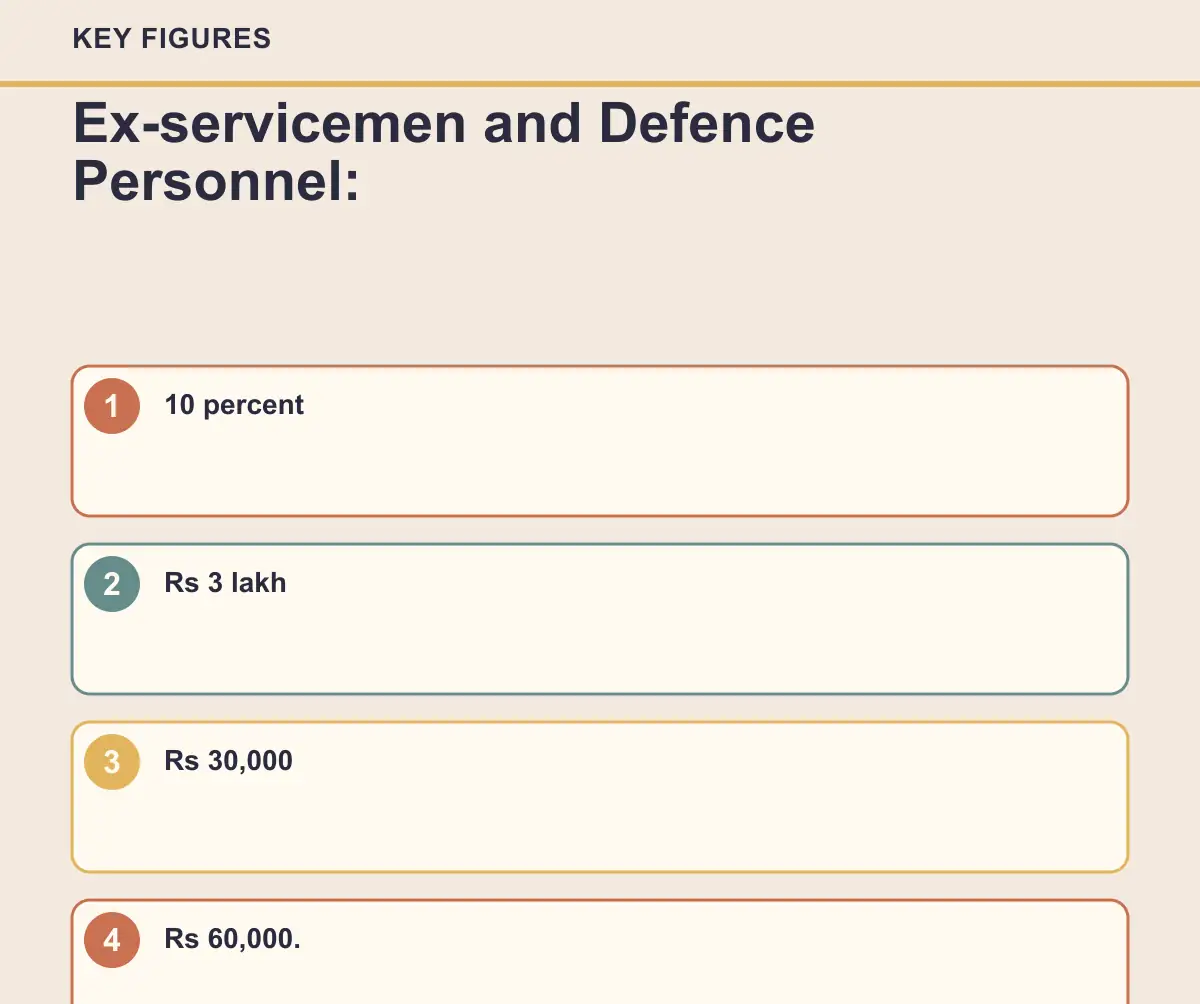 KEY FIGURES
Ex-servicemen and Defence
Personnel:
1 10 percent
2 Rs 3 lakh
3 Rs 30,000
4 Rs 60,000.